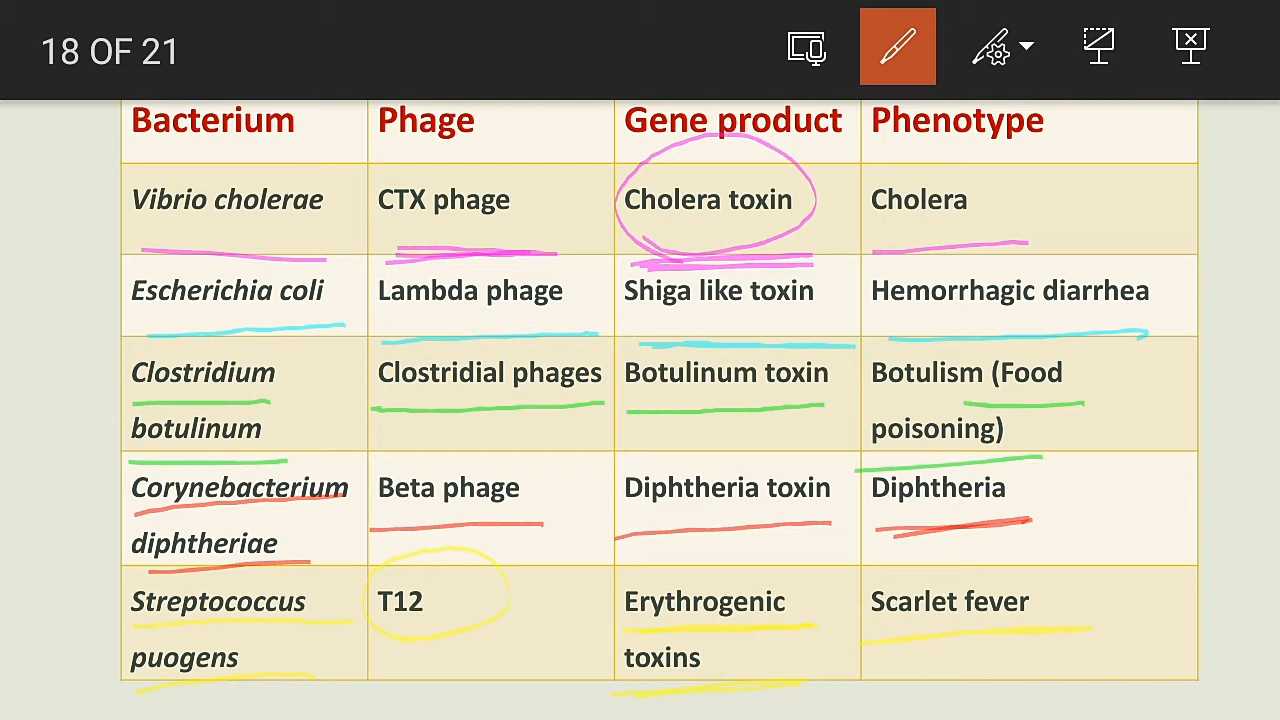 18 OF 21
Bacterium Phage Gene product Phenotype
Vibrio cholerae CTX phage Cholera toxin Cholera
Escherichia coli Lambda phage Shiga like toxin Hemorrhagic diarrhea
Clostridium Clostridial phages Botulinum toxin Botulism (Food
botulinum poisoning)
Corynebacterium Beta phage Diphtheria toxin Diphtheria
diphtheriae
Streptococcus T12 Erythrogenic Scarlet fever
puogens toxins